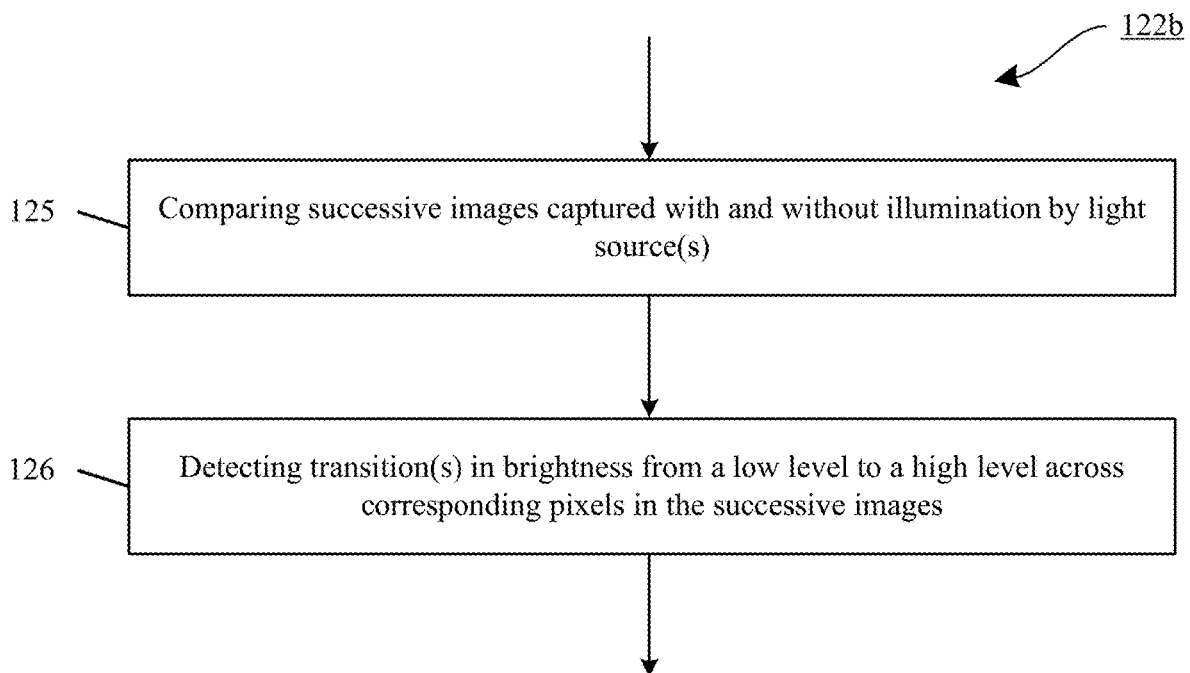 122b
125
Comparing successive images captured with and without illumination by light
source(s)
126
Detecting transition(s) in brightness from a low level to a high level across
corresponding pixels in the successive images